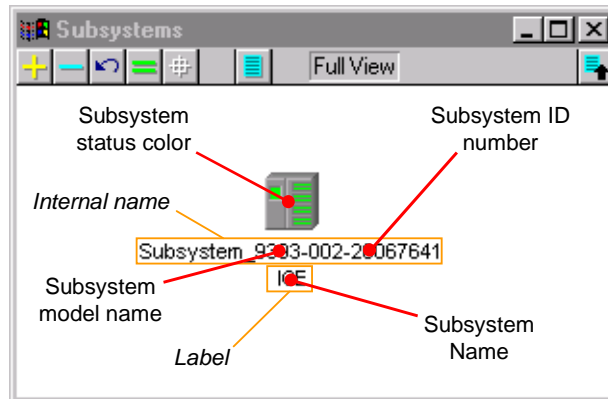 Subsystems
Full View
Subsystem
status color
Subsystem ID
number
Internal name
Subsystem_9393-002-20067641
ICE
Subsystem
model name
Subsystem
Name
Label